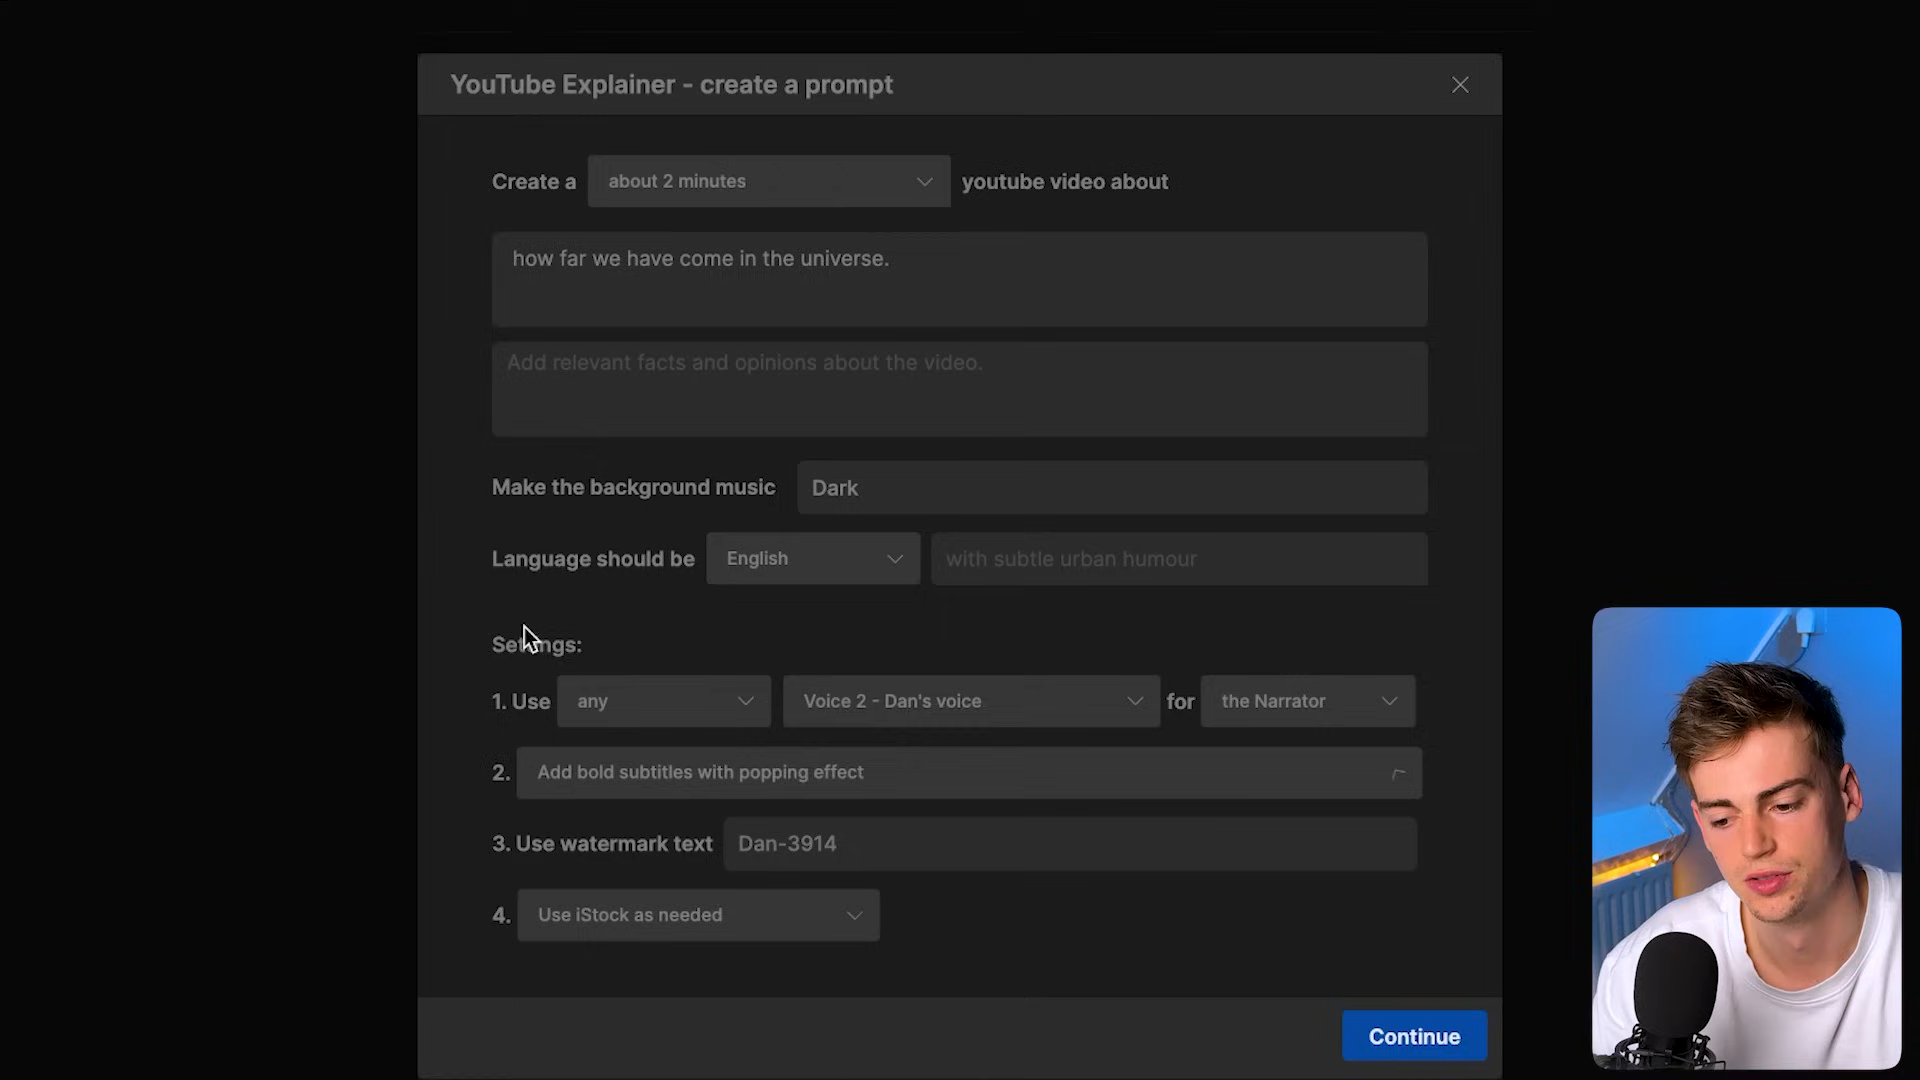 YouTube Explainer - create a prompt
Create a about 2 minutes youtube video about
how far we have come in the universe.
Add relevant facts and opinions about the video.
Make the background music Dark
Language should be English with subtle urban humour
Settings:
1. Use any Voice 2 - Dan's voice for the Narrator
2. Add bold subtitles with popping effect
3. Use watermark text Dan-3914
4. Use iStock as needed
Continue